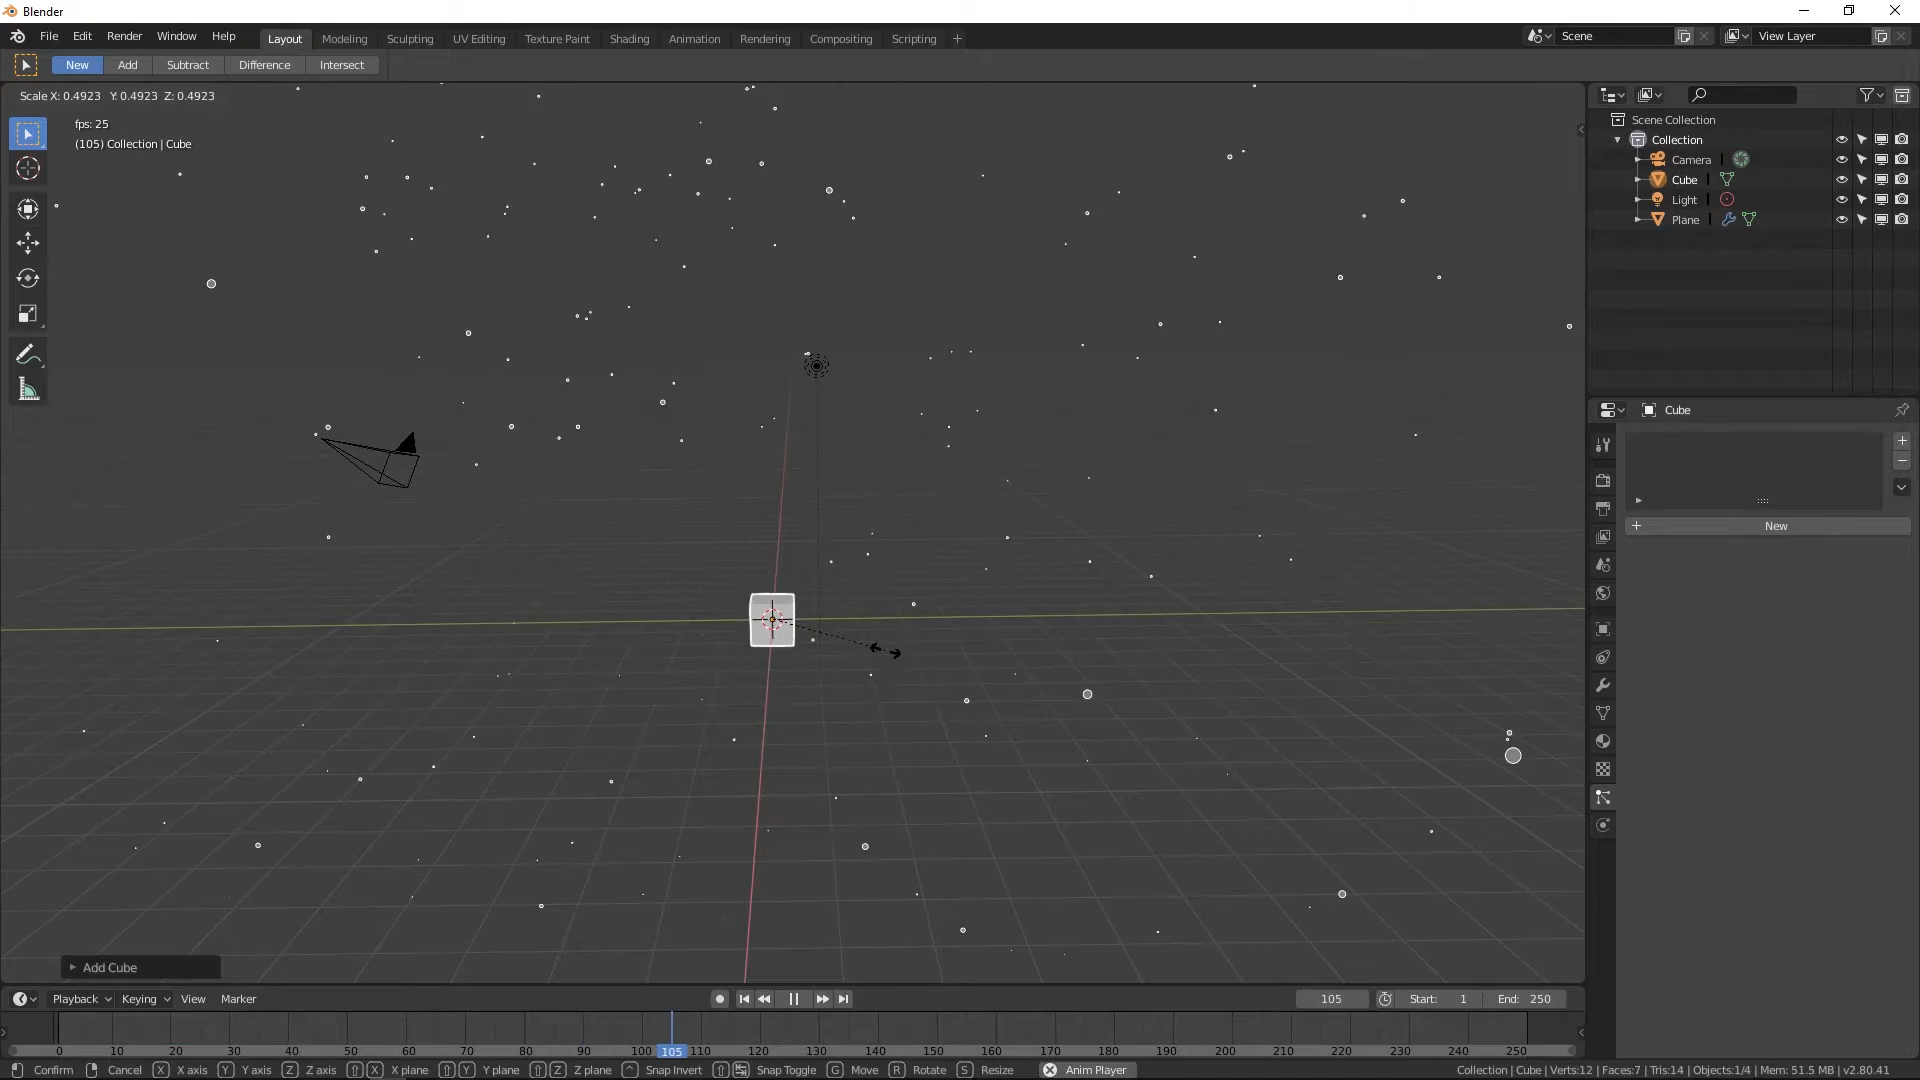 Blender
File Edit Render Window Help Layout Modeling Sculpting UV Editing Texture Paint Shading Animation Rendering Compositing Scripting + Scene View Layer
New Add Subtract Difference Intersect
Scale X: 0.4923 Y: 0.4923 Z: 0.4923
fps: 25
(105) Collection | Cube
Scene Collection
Collection
Camera
Cube
Light
Plane
Cube
New
Add Cube
Playback Keying View Marker 105 Start: 1 End: 250
0 10 20 30 40 50 60 70 80 90 100 105 110 120 130 140 150 160 170 180 190 200 210 220 230 240 250
Confirm Cancel X X axis Y Y axis Z Z axis X X plane Y Y plane Z Z plane Snap Invert Snap Toggle G Move R Rotate S Resize Anim Player Collection | Cube | Verts:12 | Faces:7 | Tris:14 | Objects:1/4 | Mem: 51.5 MB | v2.80.41